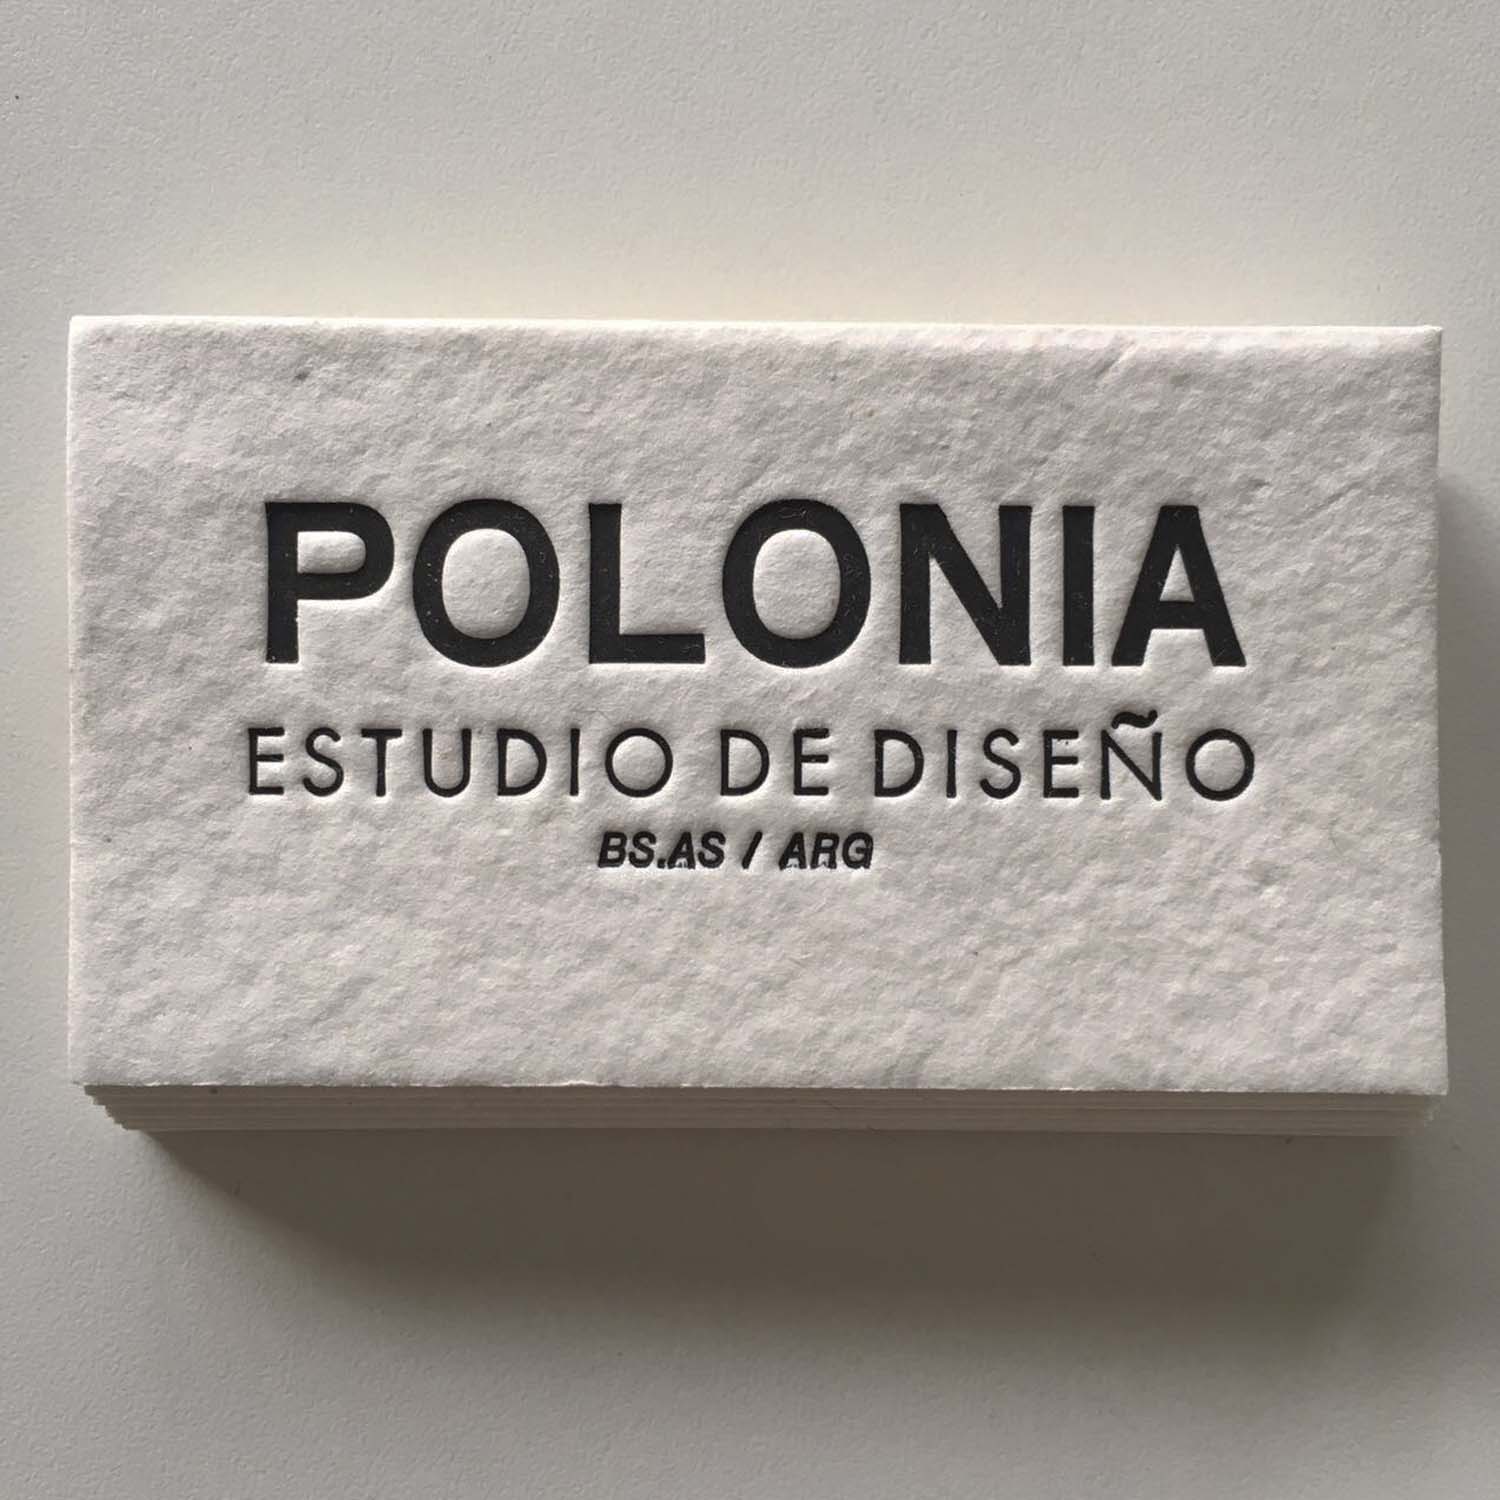 POLONIA
ESTUDIO DE DISEÑO
BS.AS / ARG